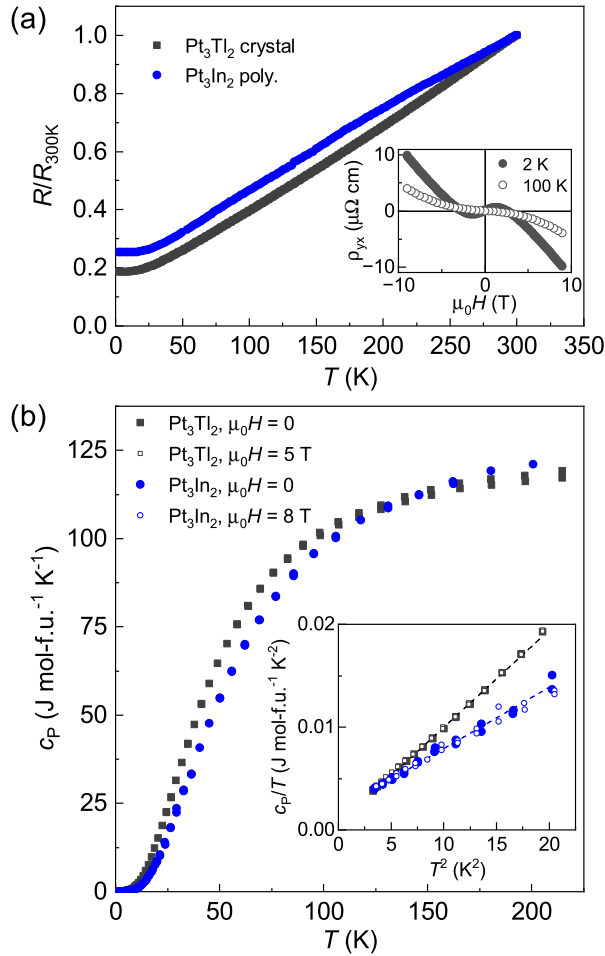 (a)
1.0
0.8
0.6
0.4
0.2
0.0
R/R300K
Pt3Tl2 crystal
Pt3In2 poly.
10
0
−10
ρyx (μΩ cm)
2 K
100 K
−10
0
10
μ0H (T)
0
50
100
150
200
250
300
350
T (K)
(b)
125
100
75
50
25
0
cP (J mol-f.u.-1 K-1)
Pt3Tl2, μ0H = 0
Pt3Tl2, μ0H = 5 T
Pt3In2, μ0H = 0
Pt3In2, μ0H = 8 T
0.02
0.01
0.00
cP/T (J mol-f.u.-1 K-2)
0
5
10
15
20
T2 (K2)
0
50
100
150
200
T (K)